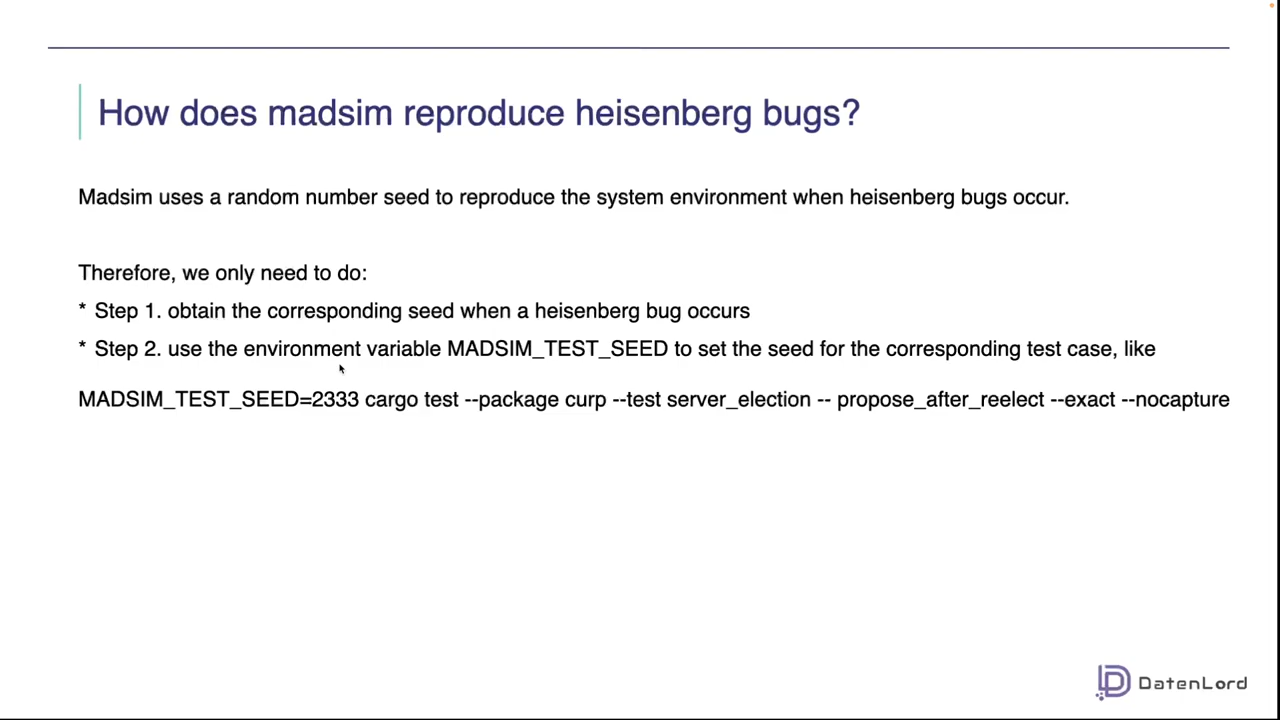 How does madsim reproduce heisenberg bugs?
Madsim uses a random number seed to reproduce the system environment when heisenberg bugs occur.
Therefore, we only need to do:
* Step 1. obtain the corresponding seed when a heisenberg bug occurs
* Step 2. use the environment variable MADSIM_TEST_SEED to set the seed for the corresponding test case, like
MADSIM_TEST_SEED=2333 cargo test --package curp --test server_election -- propose_after_reelect --exact --nocapture
DatenLord